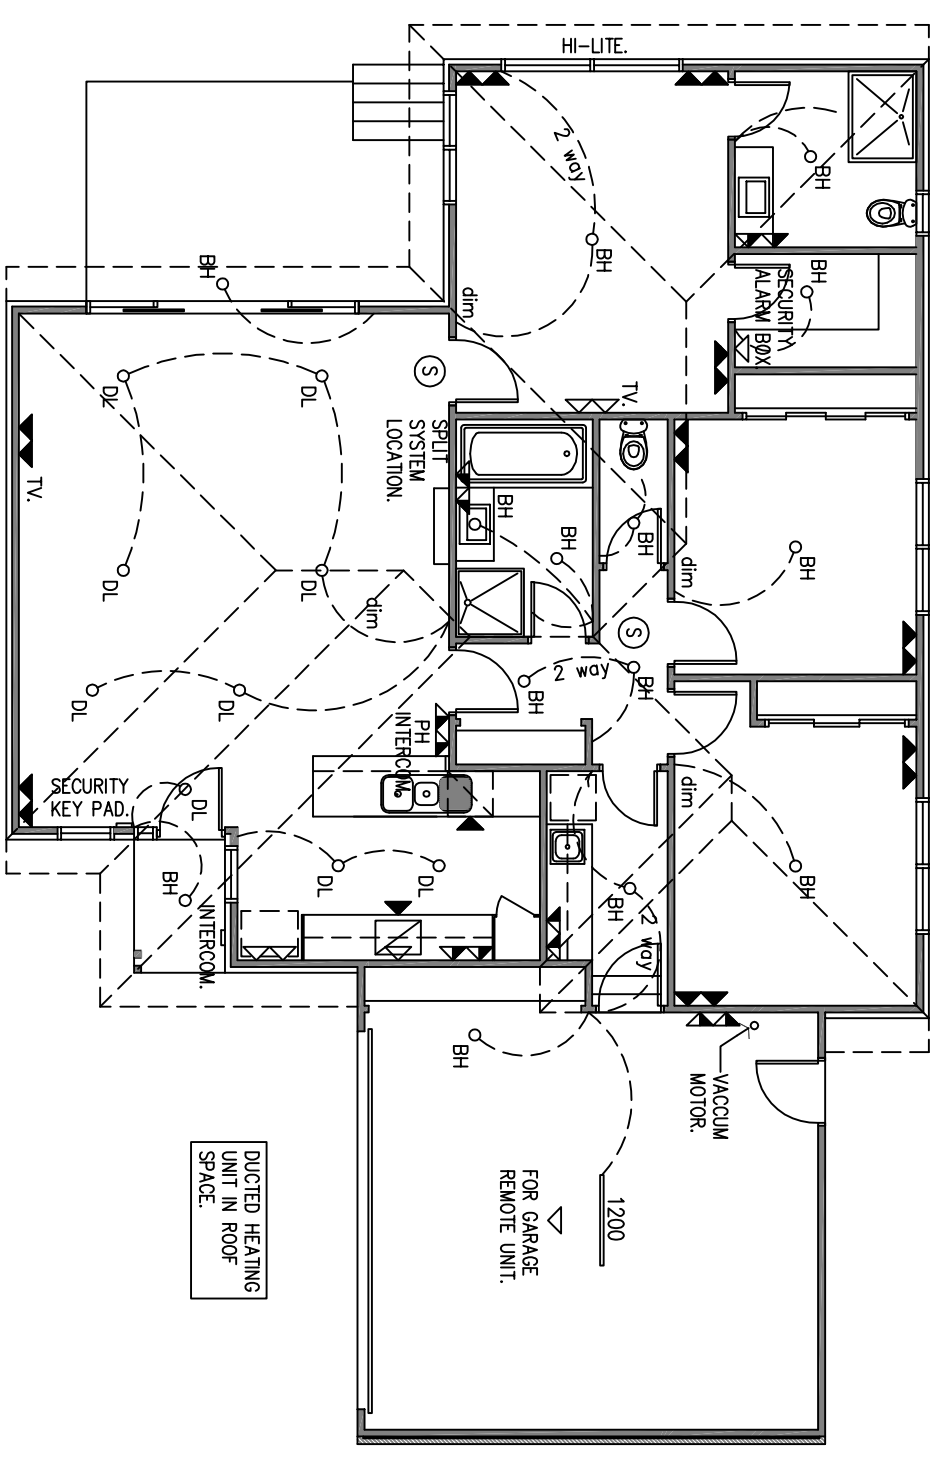 HI-LITE.
2 way
BH
BH
dim
BH
SECURITY
ALARM BOX.
BH
TV.
S
DL
DL
SPLIT
SYSTEM
LOCATION.
TV.
BH
BH
BH
dim
BH
DL
DL
dim
S
2 way
BH
BH
DL
DL
PH
INTERCOM.
dim
BH
SECURITY
KEY PAD.
DL
BH
INTERCOM.
DL
DL
BH
2 way
BH
VACCUM
MOTOR.
1200
FOR GARAGE
REMOTE UNIT.
DUCTED HEATING
UNIT IN ROOF
SPACE.